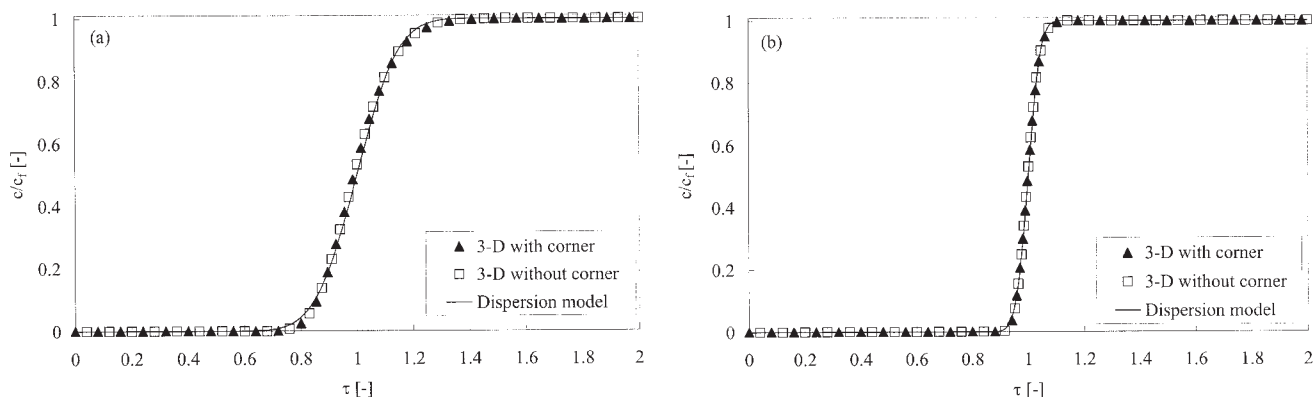 (a)
1
0.8
0.6
0.4
0.2
0
c/c_f [-]
0 0.2 0.4 0.6 0.8 1 1.2 1.4 1.6 1.8 2
τ [-]
3-D with corner
3-D without corner
Dispersion model
(b)
1
0.8
0.6
0.4
0.2
0
c/c_f [-]
0 0.2 0.4 0.6 0.8 1 1.2 1.4 1.6 1.8 2
τ [-]
3-D with corner
3-D without corner
Dispersion model